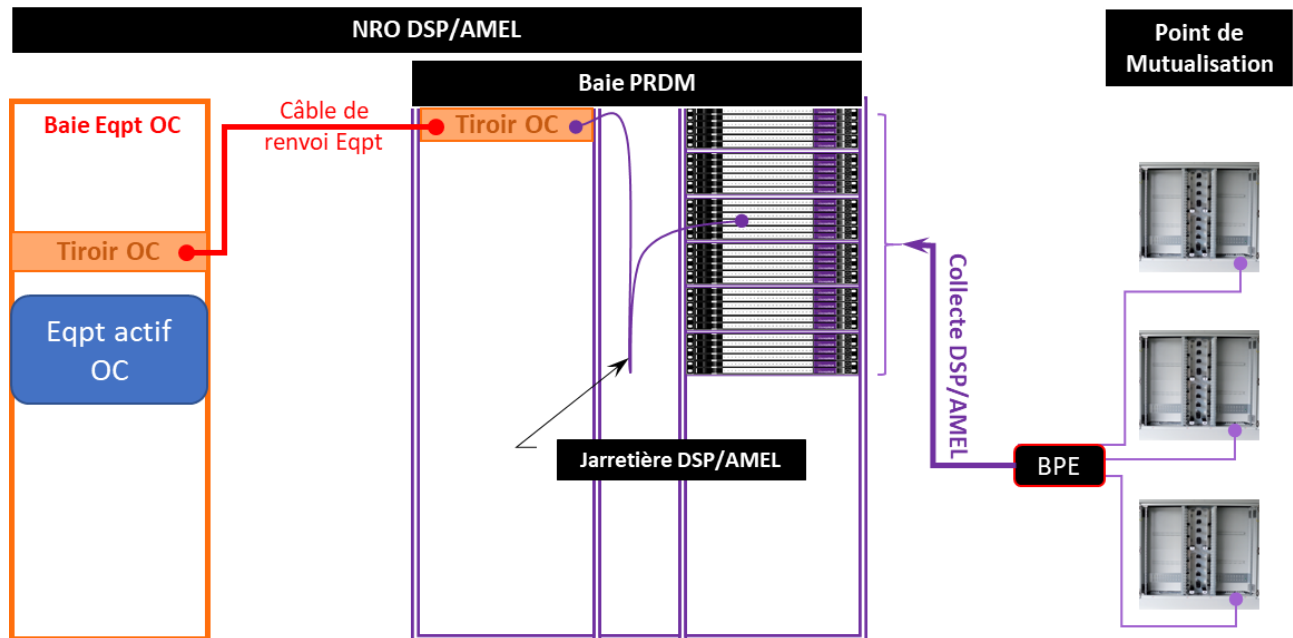 NRO DSP/AMEL
Point de
Mutualisation
Baie PRDM
Baie Eqpt OC
Câble de
renvoi Eqpt
Tiroir OC
Tiroir OC
Eqpt actif
OC
Collecte DSP/AMEL
Jarretière DSP/AMEL
BPE